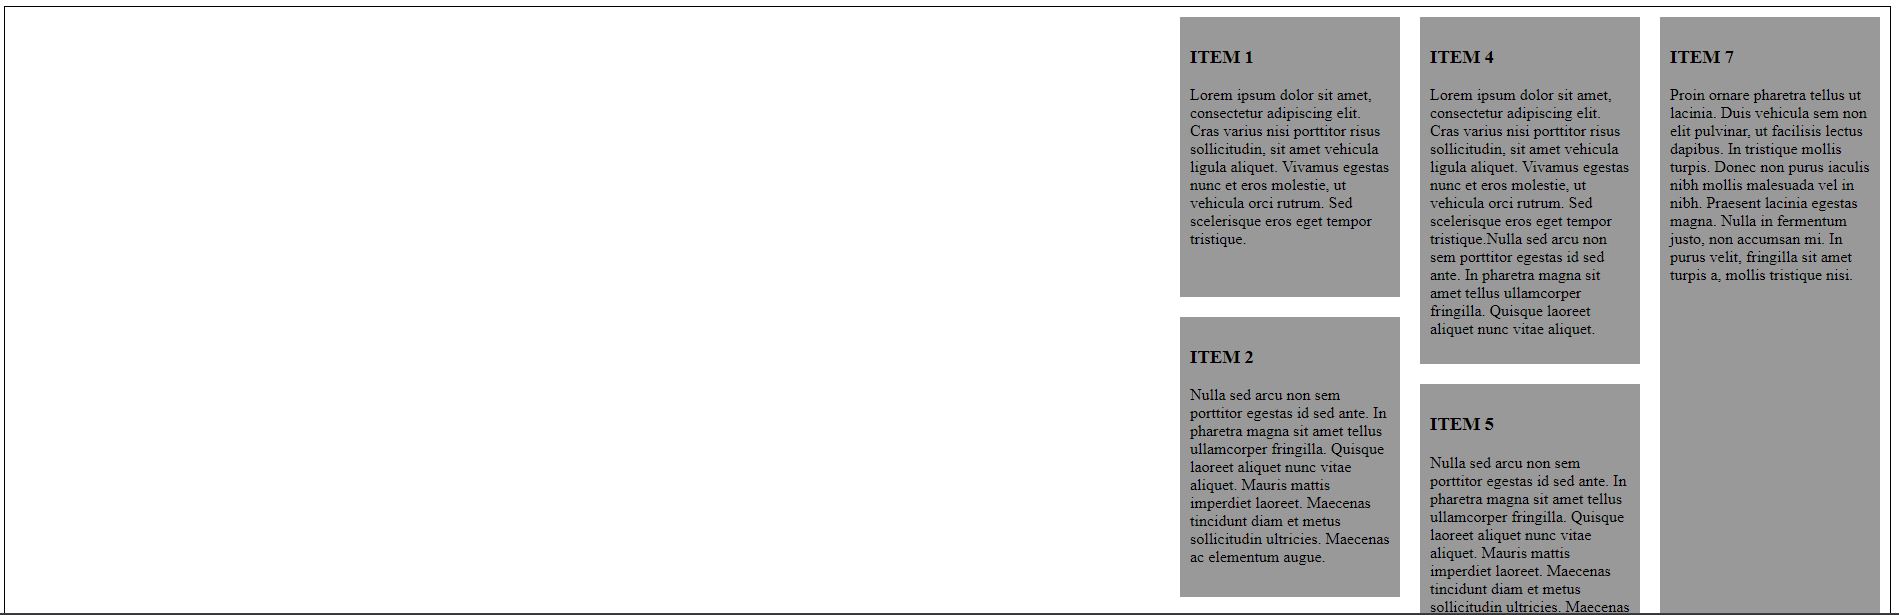 ITEM 1
Lorem ipsum dolor sit amet,
consectetur adipiscing elit.
Cras varius nisi porttitor risus
sollicitudin, sit amet vehicula
ligula aliquet. Vivamus egestas
nunc et eros molestie, ut
vehicula orci rutrum. Sed
scelerisque eros eget tempor
tristique.
ITEM 2
Nulla sed arcu non sem
porttitor egestas id sed ante. In
pharetra magna sit amet tellus
ullamcorper fringilla. Quisque
laoreet aliquet nunc vitae
aliquet. Mauris mattis
imperdiet laoreet. Maecenas
tincidunt diam et metus
sollicitudin ultricies. Maecenas
ac elementum augue.
ITEM 4
Lorem ipsum dolor sit amet,
consectetur adipiscing elit.
Cras varius nisi porttitor risus
sollicitudin, sit amet vehicula
ligula aliquet. Vivamus egestas
nunc et eros molestie, ut
vehicula orci rutrum. Sed
scelerisque eros eget tempor
tristique.Nulla sed arcu non
sem porttitor egestas id sed
ante. In pharetra magna sit
amet tellus ullamcorper
fringilla. Quisque laoreet
aliquet nunc vitae aliquet.
ITEM 5
Nulla sed arcu non sem
porttitor egestas id sed ante. In
pharetra magna sit amet tellus
ullamcorper fringilla. Quisque
laoreet aliquet nunc vitae
aliquet. Mauris mattis
imperdiet laoreet. Maecenas
tincidunt diam et metus
sollicitudin ultricies. Maecenas
ITEM 7
Proin ornare pharetra tellus ut
lacinia. Duis vehicula sem non
elit pulvinar, ut facilisis lectus
dapibus. In tristique mollis
turpis. Donec non purus iaculis
nibh mollis malesuada vel in
nibh. Praesent lacinia egestas
magna. Nulla in fermentum
justo, non accumsan mi. In
purus velit, fringilla sit amet
turpis a, mollis tristique nisi.